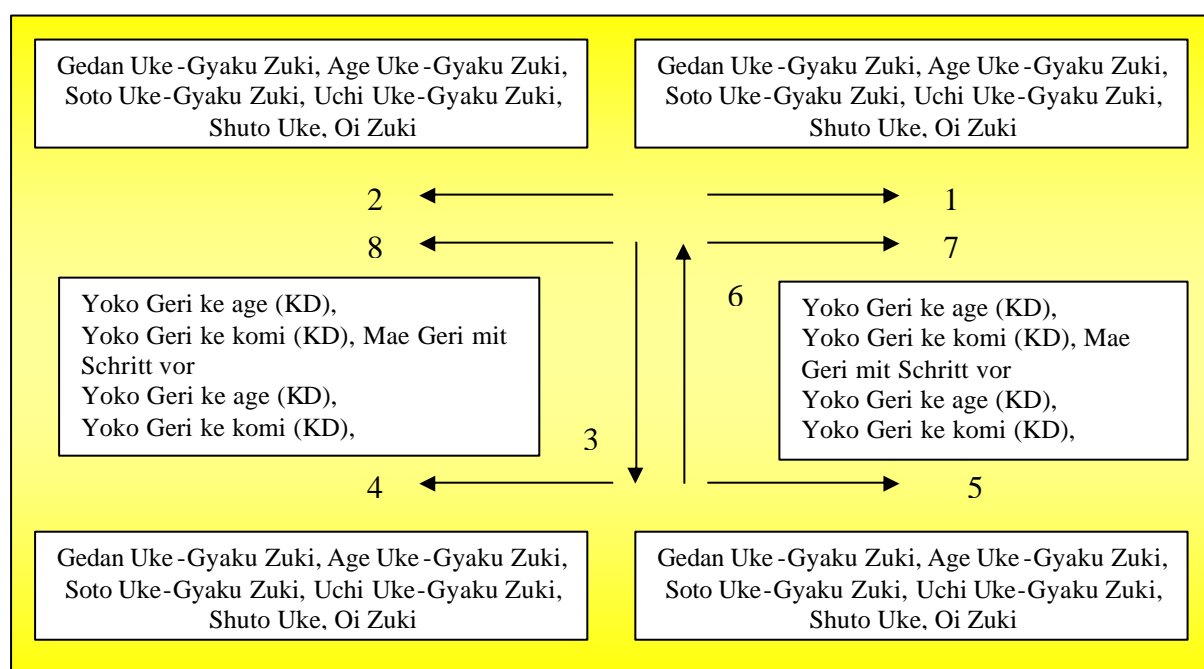 Gedan Uke-Gyaku Zuki, Age Uke-Gyaku Zuki,
Soto Uke-Gyaku Zuki, Uchi Uke-Gyaku Zuki,
Shuto Uke, Oi Zuki
Gedan Uke-Gyaku Zuki, Age Uke-Gyaku Zuki,
Soto Uke-Gyaku Zuki, Uchi Uke-Gyaku Zuki,
Shuto Uke, Oi Zuki
2
1
8
7
6
Yoko Geri ke age (KD),
Yoko Geri ke komi (KD), Mae Geri mit
Schritt vor
Yoko Geri ke age (KD),
Yoko Geri ke komi (KD),
Yoko Geri ke age (KD),
Yoko Geri ke komi (KD), Mae
Geri mit Schritt vor
Yoko Geri ke age (KD),
Yoko Geri ke komi (KD),
3
4
5
Gedan Uke-Gyaku Zuki, Age Uke-Gyaku Zuki,
Soto Uke-Gyaku Zuki, Uchi Uke-Gyaku Zuki,
Shuto Uke, Oi Zuki
Gedan Uke-Gyaku Zuki, Age Uke-Gyaku Zuki,
Soto Uke-Gyaku Zuki, Uchi Uke-Gyaku Zuki,
Shuto Uke, Oi Zuki